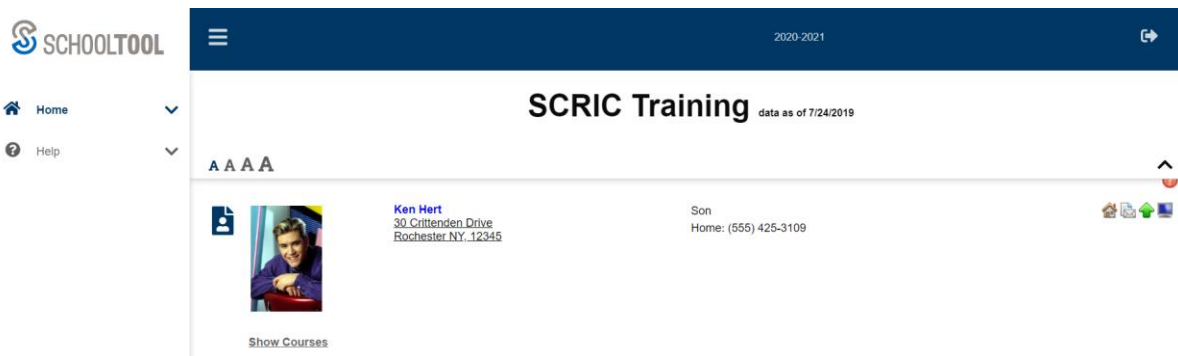 SCHOOLTOOL
2020-2021
Home
Help
SCRIC Training data as of 7/24/2019
A A A A
Ken Hert
30 Crittenden Drive
Rochester NY, 12345
Son
Home: (555) 425-3109
Show Courses